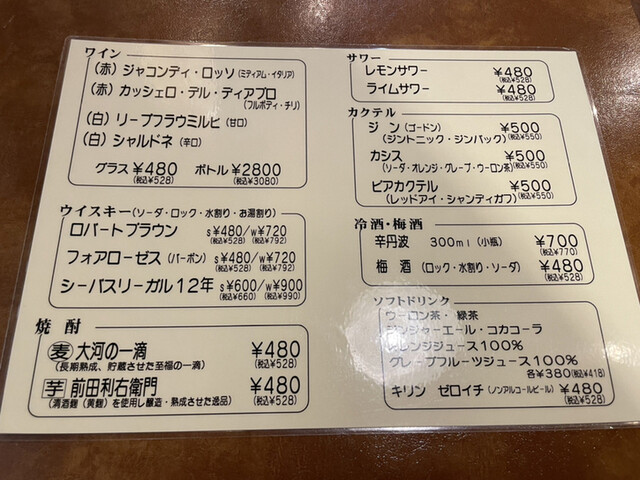 ワイン
(赤) ジャコンディ・ロッソ(ミディアム・イタリア)
(赤) カッシェロ・デル・ディアブロ
(フルボディ・チリ)
(白) リープフラウミルヒ(甘口)
(白) シャルドネ(辛口)
グラス ¥480 ボトル ¥2800
(税込¥528) (税込¥3080)
ウイスキー(ソーダ・ロック・水割り・お湯割り)
ロバートブラウン S¥480/W¥720
(税込¥528) (税込¥792)
フォアローゼス(バーボン) S¥480/W¥720
(税込¥528) (税込¥792)
シーバスリーガル12年 S¥600/W¥900
(税込¥660) (税込¥990)
焼酎
麦 大河の一滴 ¥480
(長期熟成、貯蔵させた至福の一滴) (税込¥528)
芋 前田利右衛門 ¥480
(清酒麹(黄麹)を使用し醸造・熟成させた逸品) (税込¥528)
サワー
レモンサワー ¥480
(税込¥528)
ライムサワー ¥480
(税込¥528)
カクテル
ジン(ゴードン) ¥500
(ジントニック・ジンバック) (税込¥550)
カシス ¥500
(ソーダ・オレンジ・グレープ・ウーロン茶) (税込¥550)
ビアカクテル ¥500
(レッドアイ・シャンディガフ) (税込¥550)
冷酒・梅酒
辛丹波 300ml(小瓶) ¥700
(税込¥770)
梅酒(ロック・水割り・ソーダ) ¥480
(税込¥528)
ソフトドリンク
ウーロン茶・緑茶
ジンジャーエール・コカコーラ
オレンジジュース100%
グレープフルーツジュース100%
各¥380(税込¥418)
キリン ゼロイチ(ノンアルコールビール) ¥480
(税込¥528)